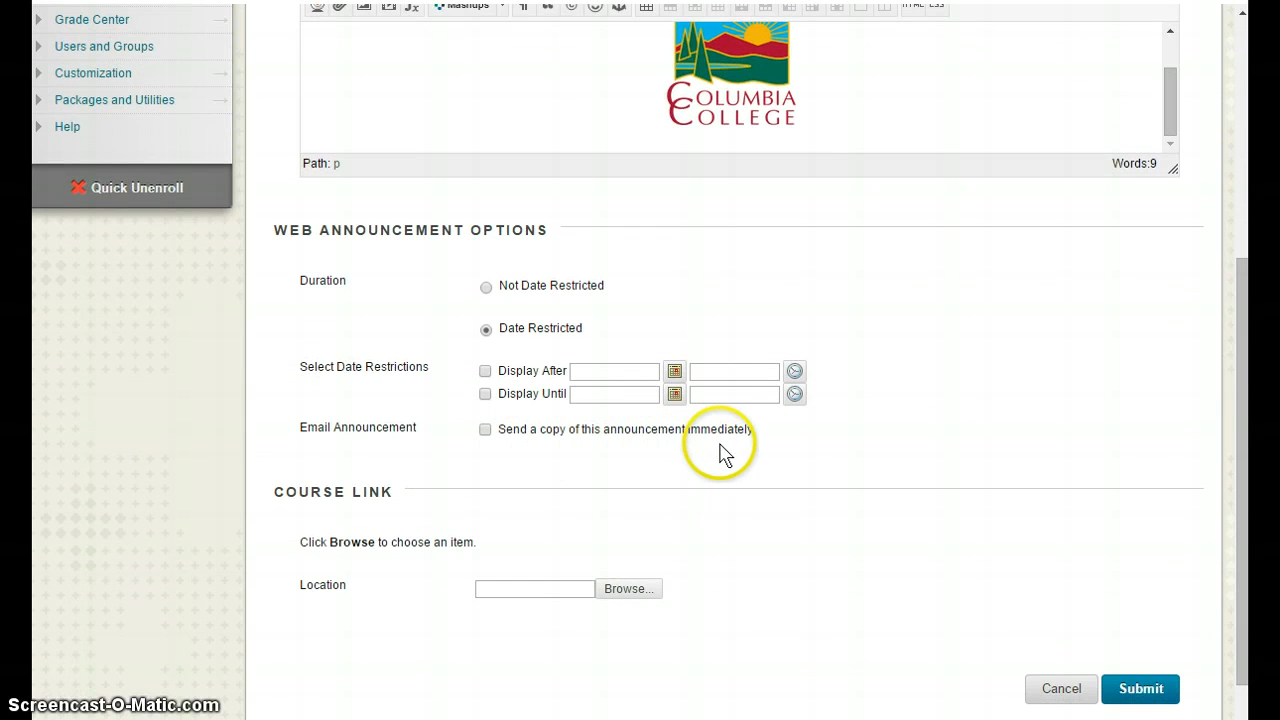 Grade Center
Users and Groups
Customization
Packages and Utilities
Help
Quick Unenroll
Mashups
HTML CSS
COLUMBIA
COLLEGE
Path: p
Words:9
WEB ANNOUNCEMENT OPTIONS
Duration
Not Date Restricted
Date Restricted
Select Date Restrictions
Display After
Display Until
Email Announcement
Send a copy of this announcement immediately
COURSE LINK
Click Browse to choose an item.
Location
Browse...
Cancel
Submit
Screencast-O-Matic.com